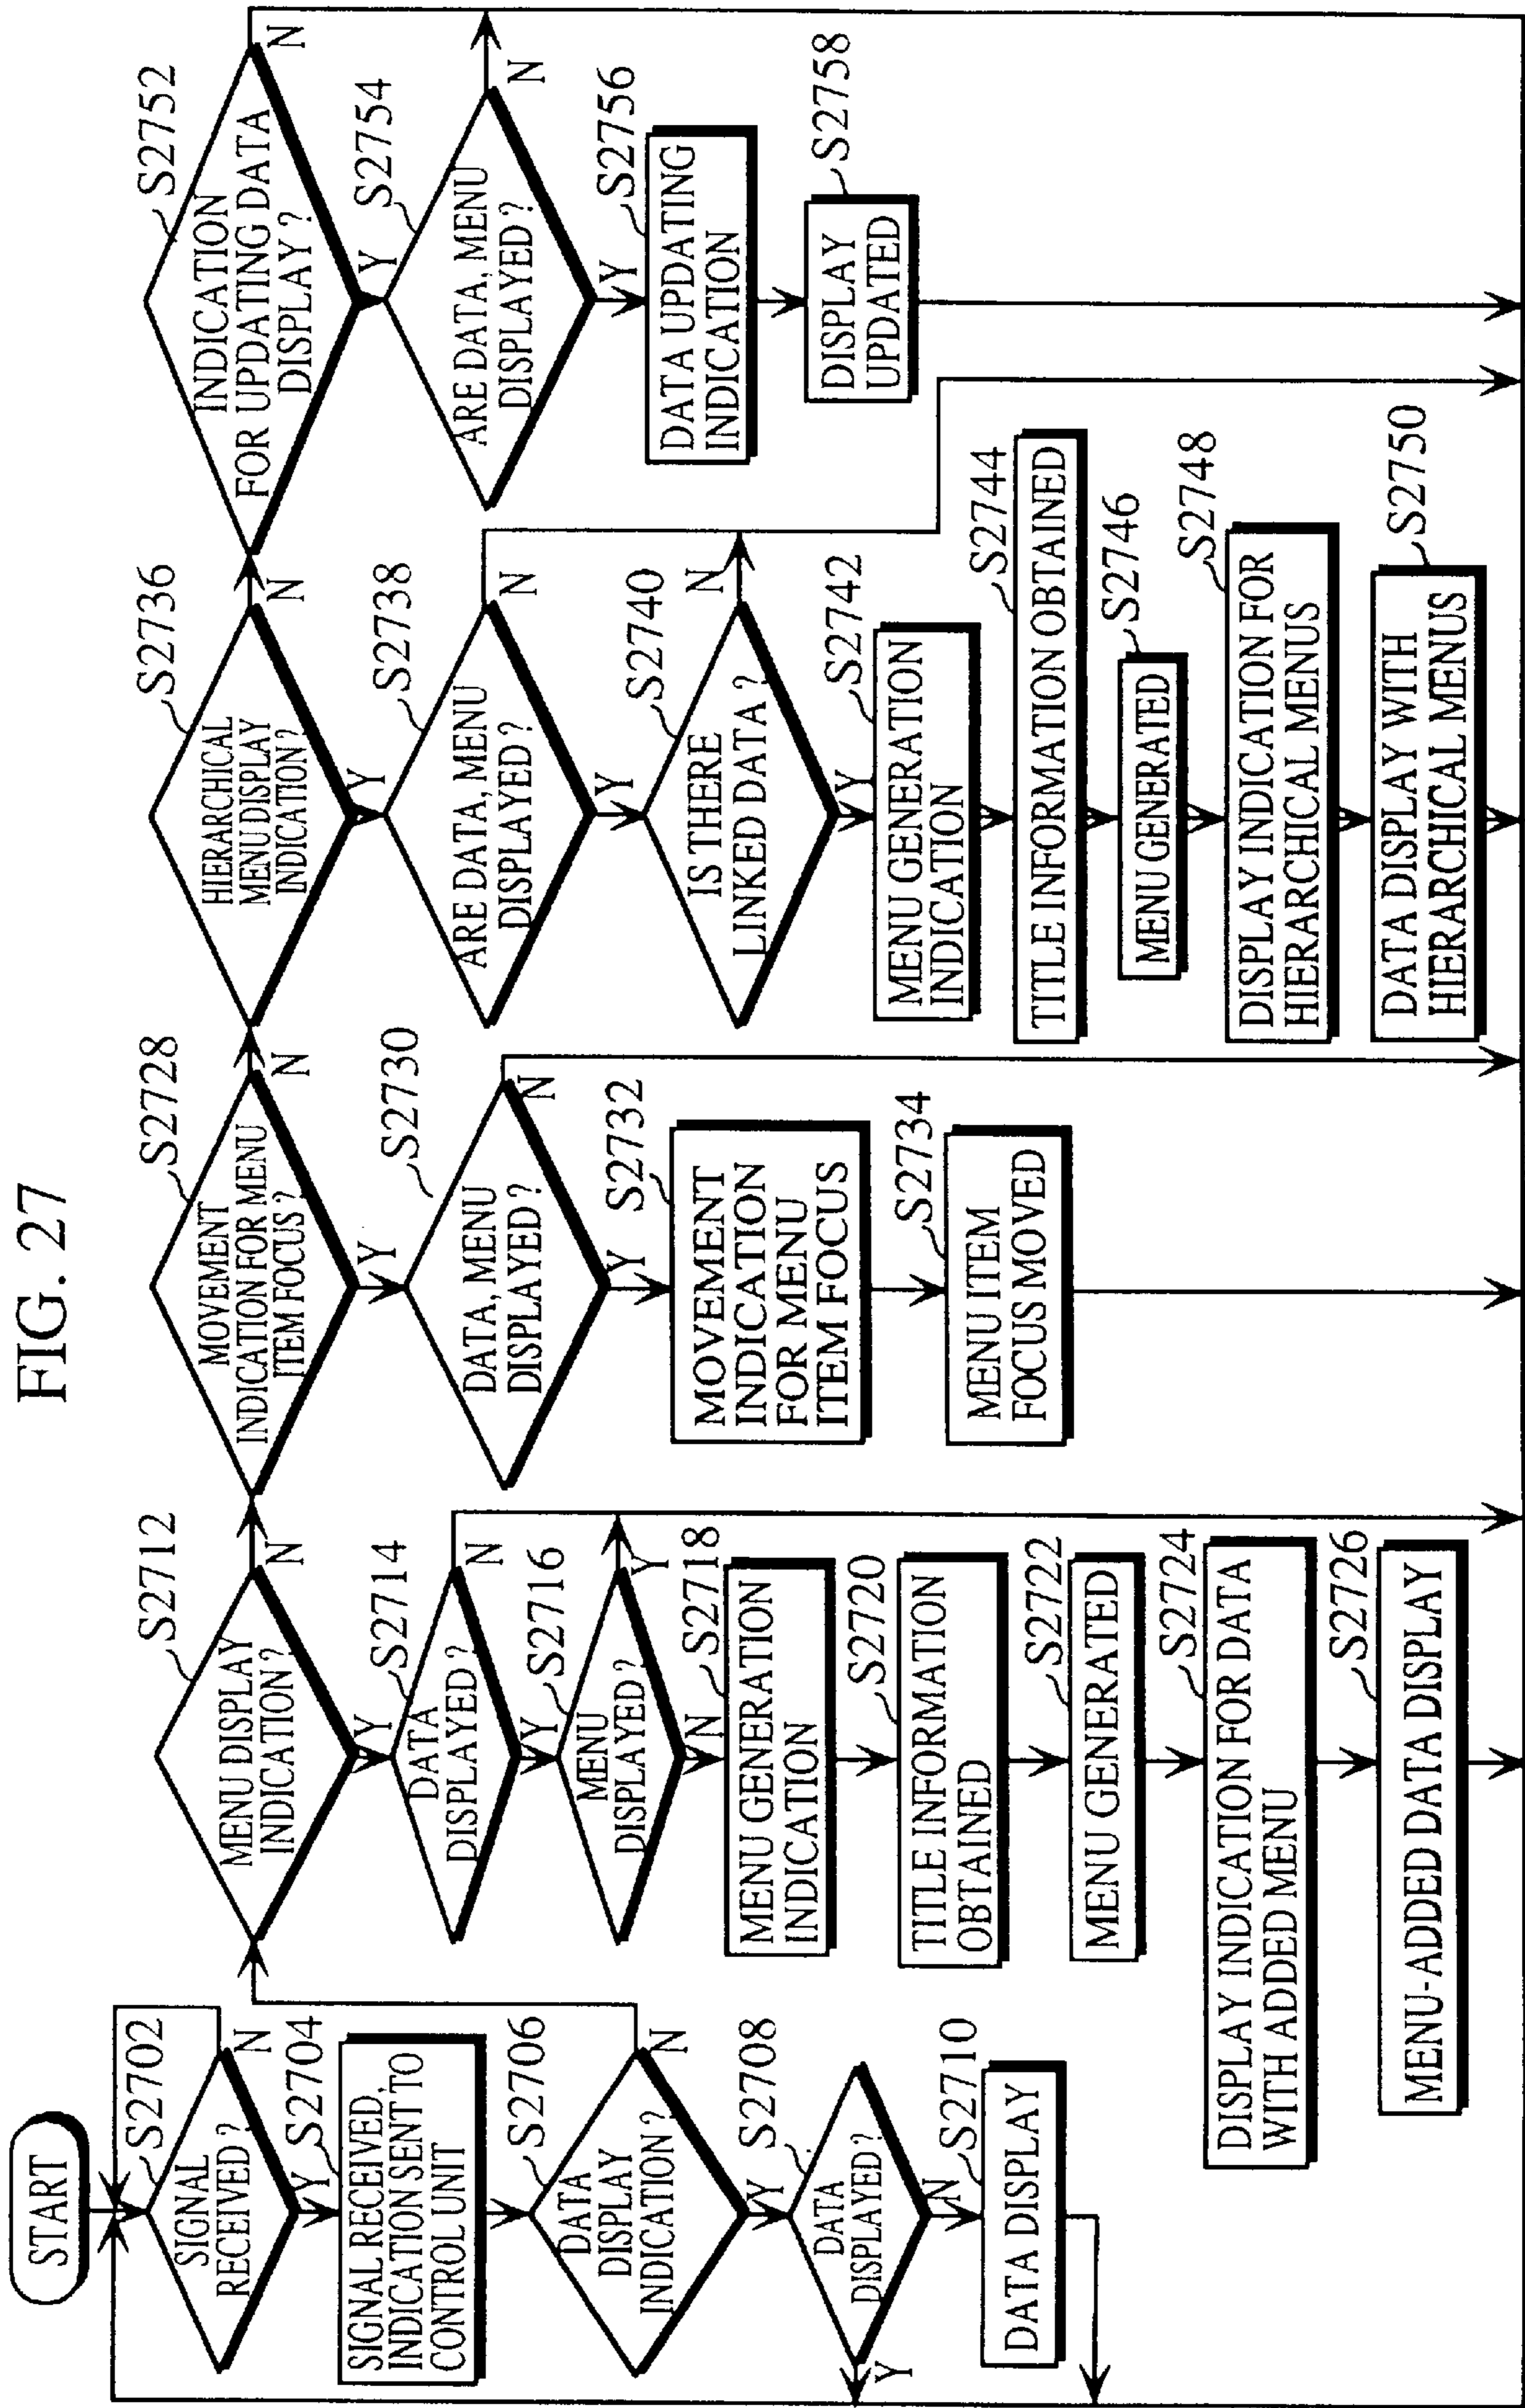 FIG. 27
START
S2702
SIGNAL
RECEIVED ?
N
Y
S2704
SIGNAL RECEIVED,
INDICATION SENT TO
CONTROL UNIT
S2706
DATA
DISPLAY
INDICATION ?
N
Y
S2708
DATA
DISPLAYED ?
Y
N
S2710
DATA DISPLAY
S2712
MENU DISPLAY
INDICATION ?
N
Y
S2714
DATA
DISPLAYED ?
N
Y
S2716
MENU
DISPLAYED ?
Y
N
S2718
MENU GENERATION
INDICATION
S2720
TITLE INFORMATION
OBTAINED
S2722
MENU GENERATED
S2724
DISPLAY INDICATION FOR DATA
WITH ADDED MENU
S2726
MENU-ADDED DATA DISPLAY
S2728
MOVEMENT
INDICATION FOR MENU
ITEM FOCUS ?
N
Y
S2730
DATA, MENU
DISPLAYED ?
N
Y
S2732
MOVEMENT
INDICATION
FOR MENU
ITEM FOCUS
S2734
MENU ITEM
FOCUS MOVED
S2736
HIERARCHICAL
MENU DISPLAY
INDICATION ?
N
Y
S2738
ARE DATA, MENU
DISPLAYED ?
N
Y
S2740
IS THERE
LINKED DATA ?
N
Y
S2742
MENU GENERATION
INDICATION
S2744
TITLE INFORMATION OBTAINED
S2746
MENU GENERATED
S2748
DISPLAY INDICATION FOR
HIERARCHICAL MENUS
S2750
DATA DISPLAY WITH
HIERARCHICAL MENUS
S2752
INDICATION
FOR UPDATING DATA
DISPLAY ?
N
Y
S2754
ARE DATA, MENU
DISPLAYED ?
N
Y
S2756
DATA UPDATING
INDICATION
S2758
DISPLAY
UPDATED